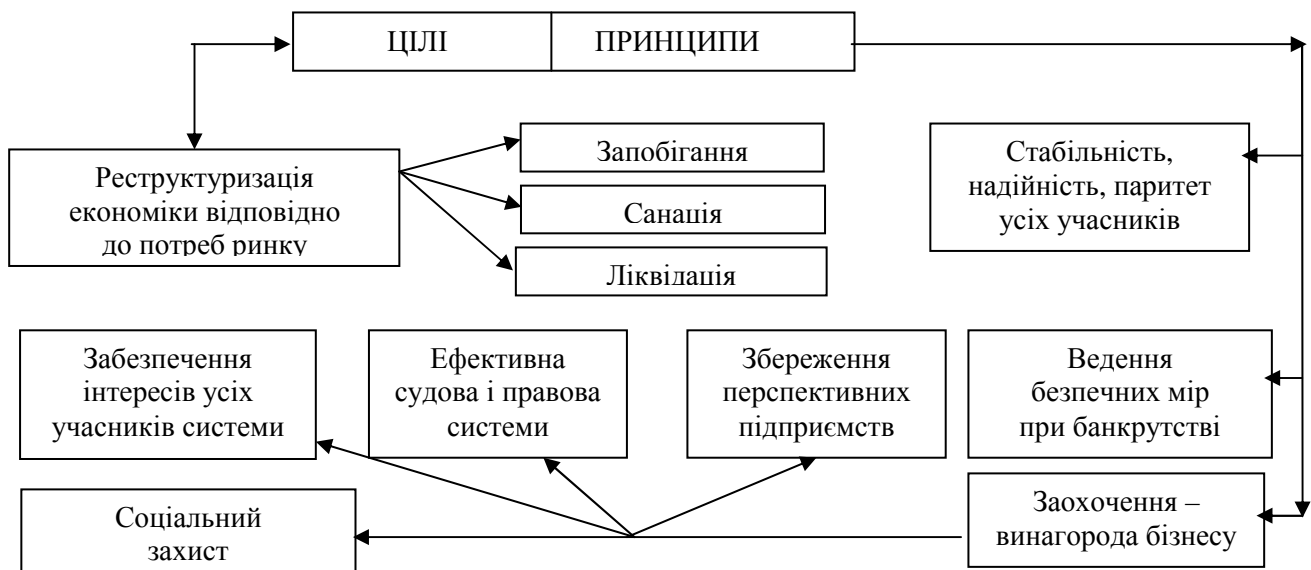 ЦІЛІ
ПРИНЦИПИ
Запобігання
Санація
Ліквідація
Реструктуризація
економіки відповідно
до потреб ринку
Стабільність,
надійність, паритет
усіх учасників
Забезпечення
інтересів усіх
учасників системи
Ефективна
судова і правова
системи
Збереження
перспективних
підприємств
Ведення
безпечних мір
при банкрутстві
Соціальний
захист
Заохочення –
винагорода бізнесу